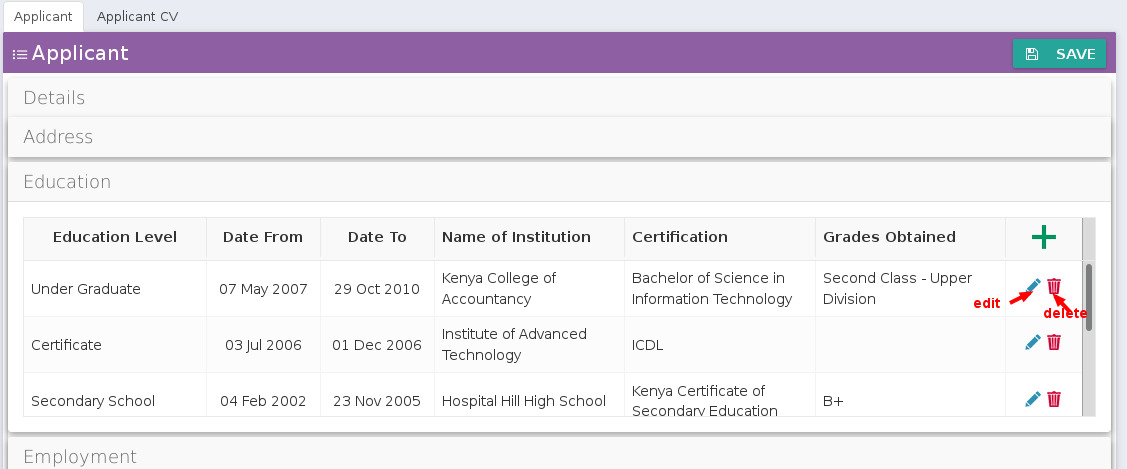 Applicant Applicant CV
Applicant SAVE
Details
Address
Education
Education Level Date From Date To Name of Institution Certification Grades Obtained
Under Graduate 07 May 2007 29 Oct 2010 Kenya College of Accountancy Bachelor of Science in Information Technology Second Class - Upper Division
edit
delete
Certificate 03 Jul 2006 01 Dec 2006 Institute of Advanced Technology ICDL
Secondary School 04 Feb 2002 23 Nov 2005 Hospital Hill High School Kenya Certificate of Secondary Education B+
Employment